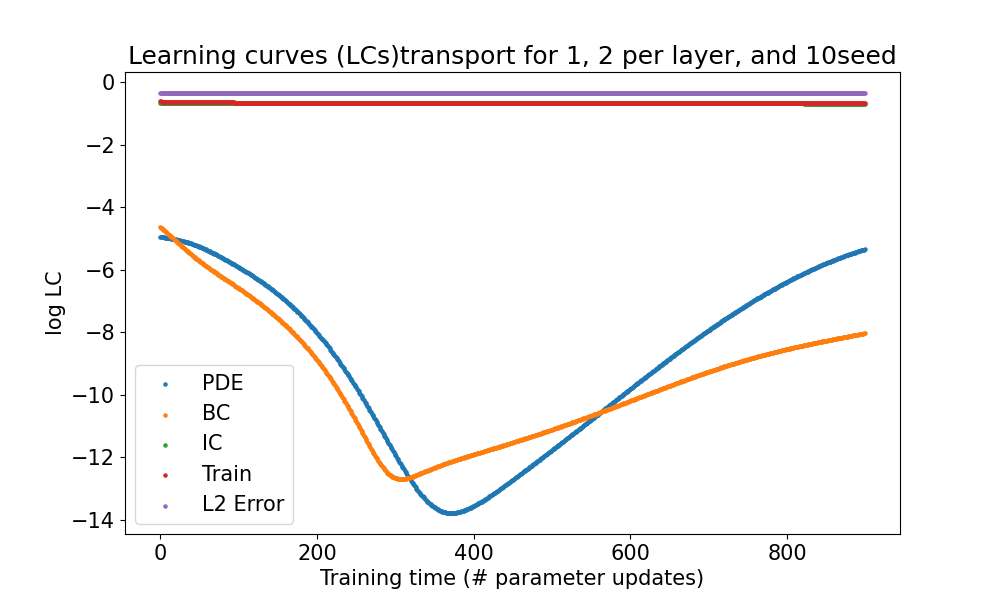 Learning curves (LCs)transport for 1, 2 per layer, and 10seed
0
−2
−4
−6
−8
−10
−12
−14
log LC
PDE
BC
IC
Train
L2 Error
0 200 400 600 800
Training time (# parameter updates)